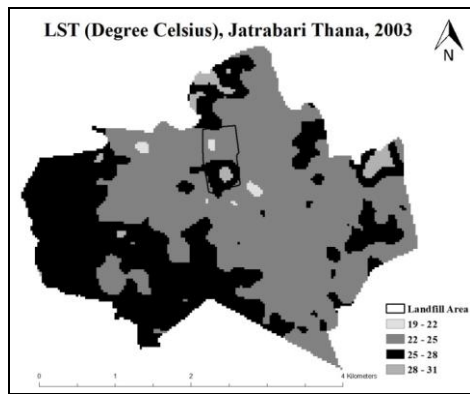 LST (Degree Celsius), Jatrabari Thana, 2003
N
Landfill Area
19 - 22
22 - 25
25 - 28
28 - 31
0 1 2 4 Kilometers